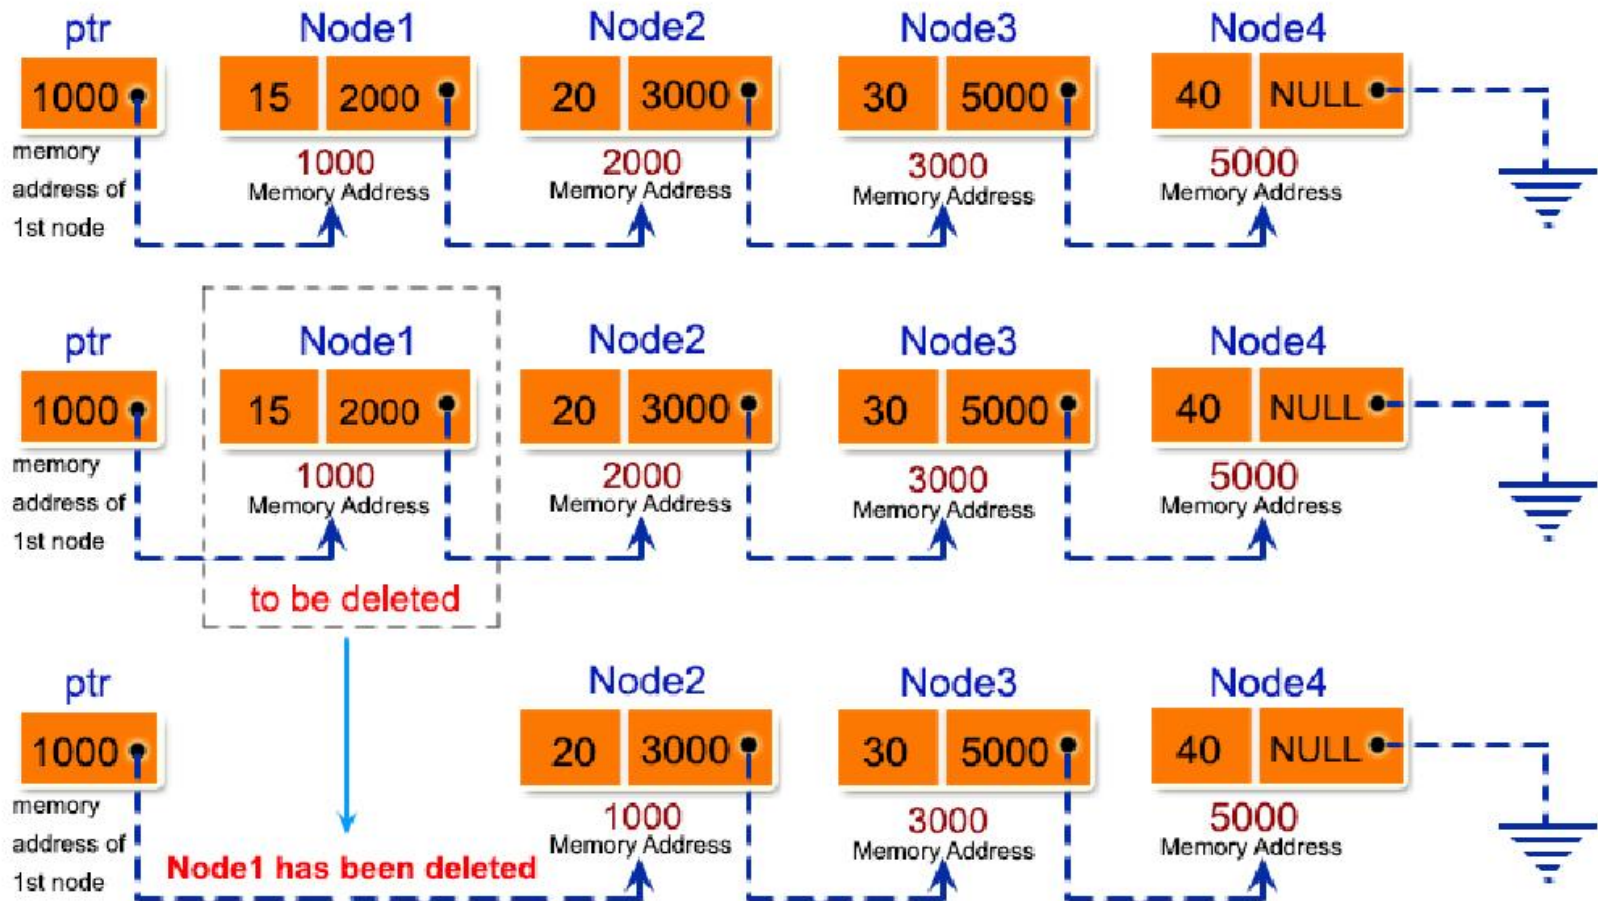 ptr Node1 Node2 Node3 Node4
1000 15 2000 20 3000 30 5000 40 NULL
memory
address of
1st node
1000
Memory Address
2000
Memory Address
3000
Memory Address
5000
Memory Address
ptr Node1 Node2 Node3 Node4
1000 15 2000 20 3000 30 5000 40 NULL
memory
address of
1st node
1000
Memory Address
2000
Memory Address
3000
Memory Address
5000
Memory Address
to be deleted
ptr Node2 Node3 Node4
1000 20 3000 30 5000 40 NULL
memory
address of
1st node
Node1 has been deleted
1000
Memory Address
3000
Memory Address
5000
Memory Address